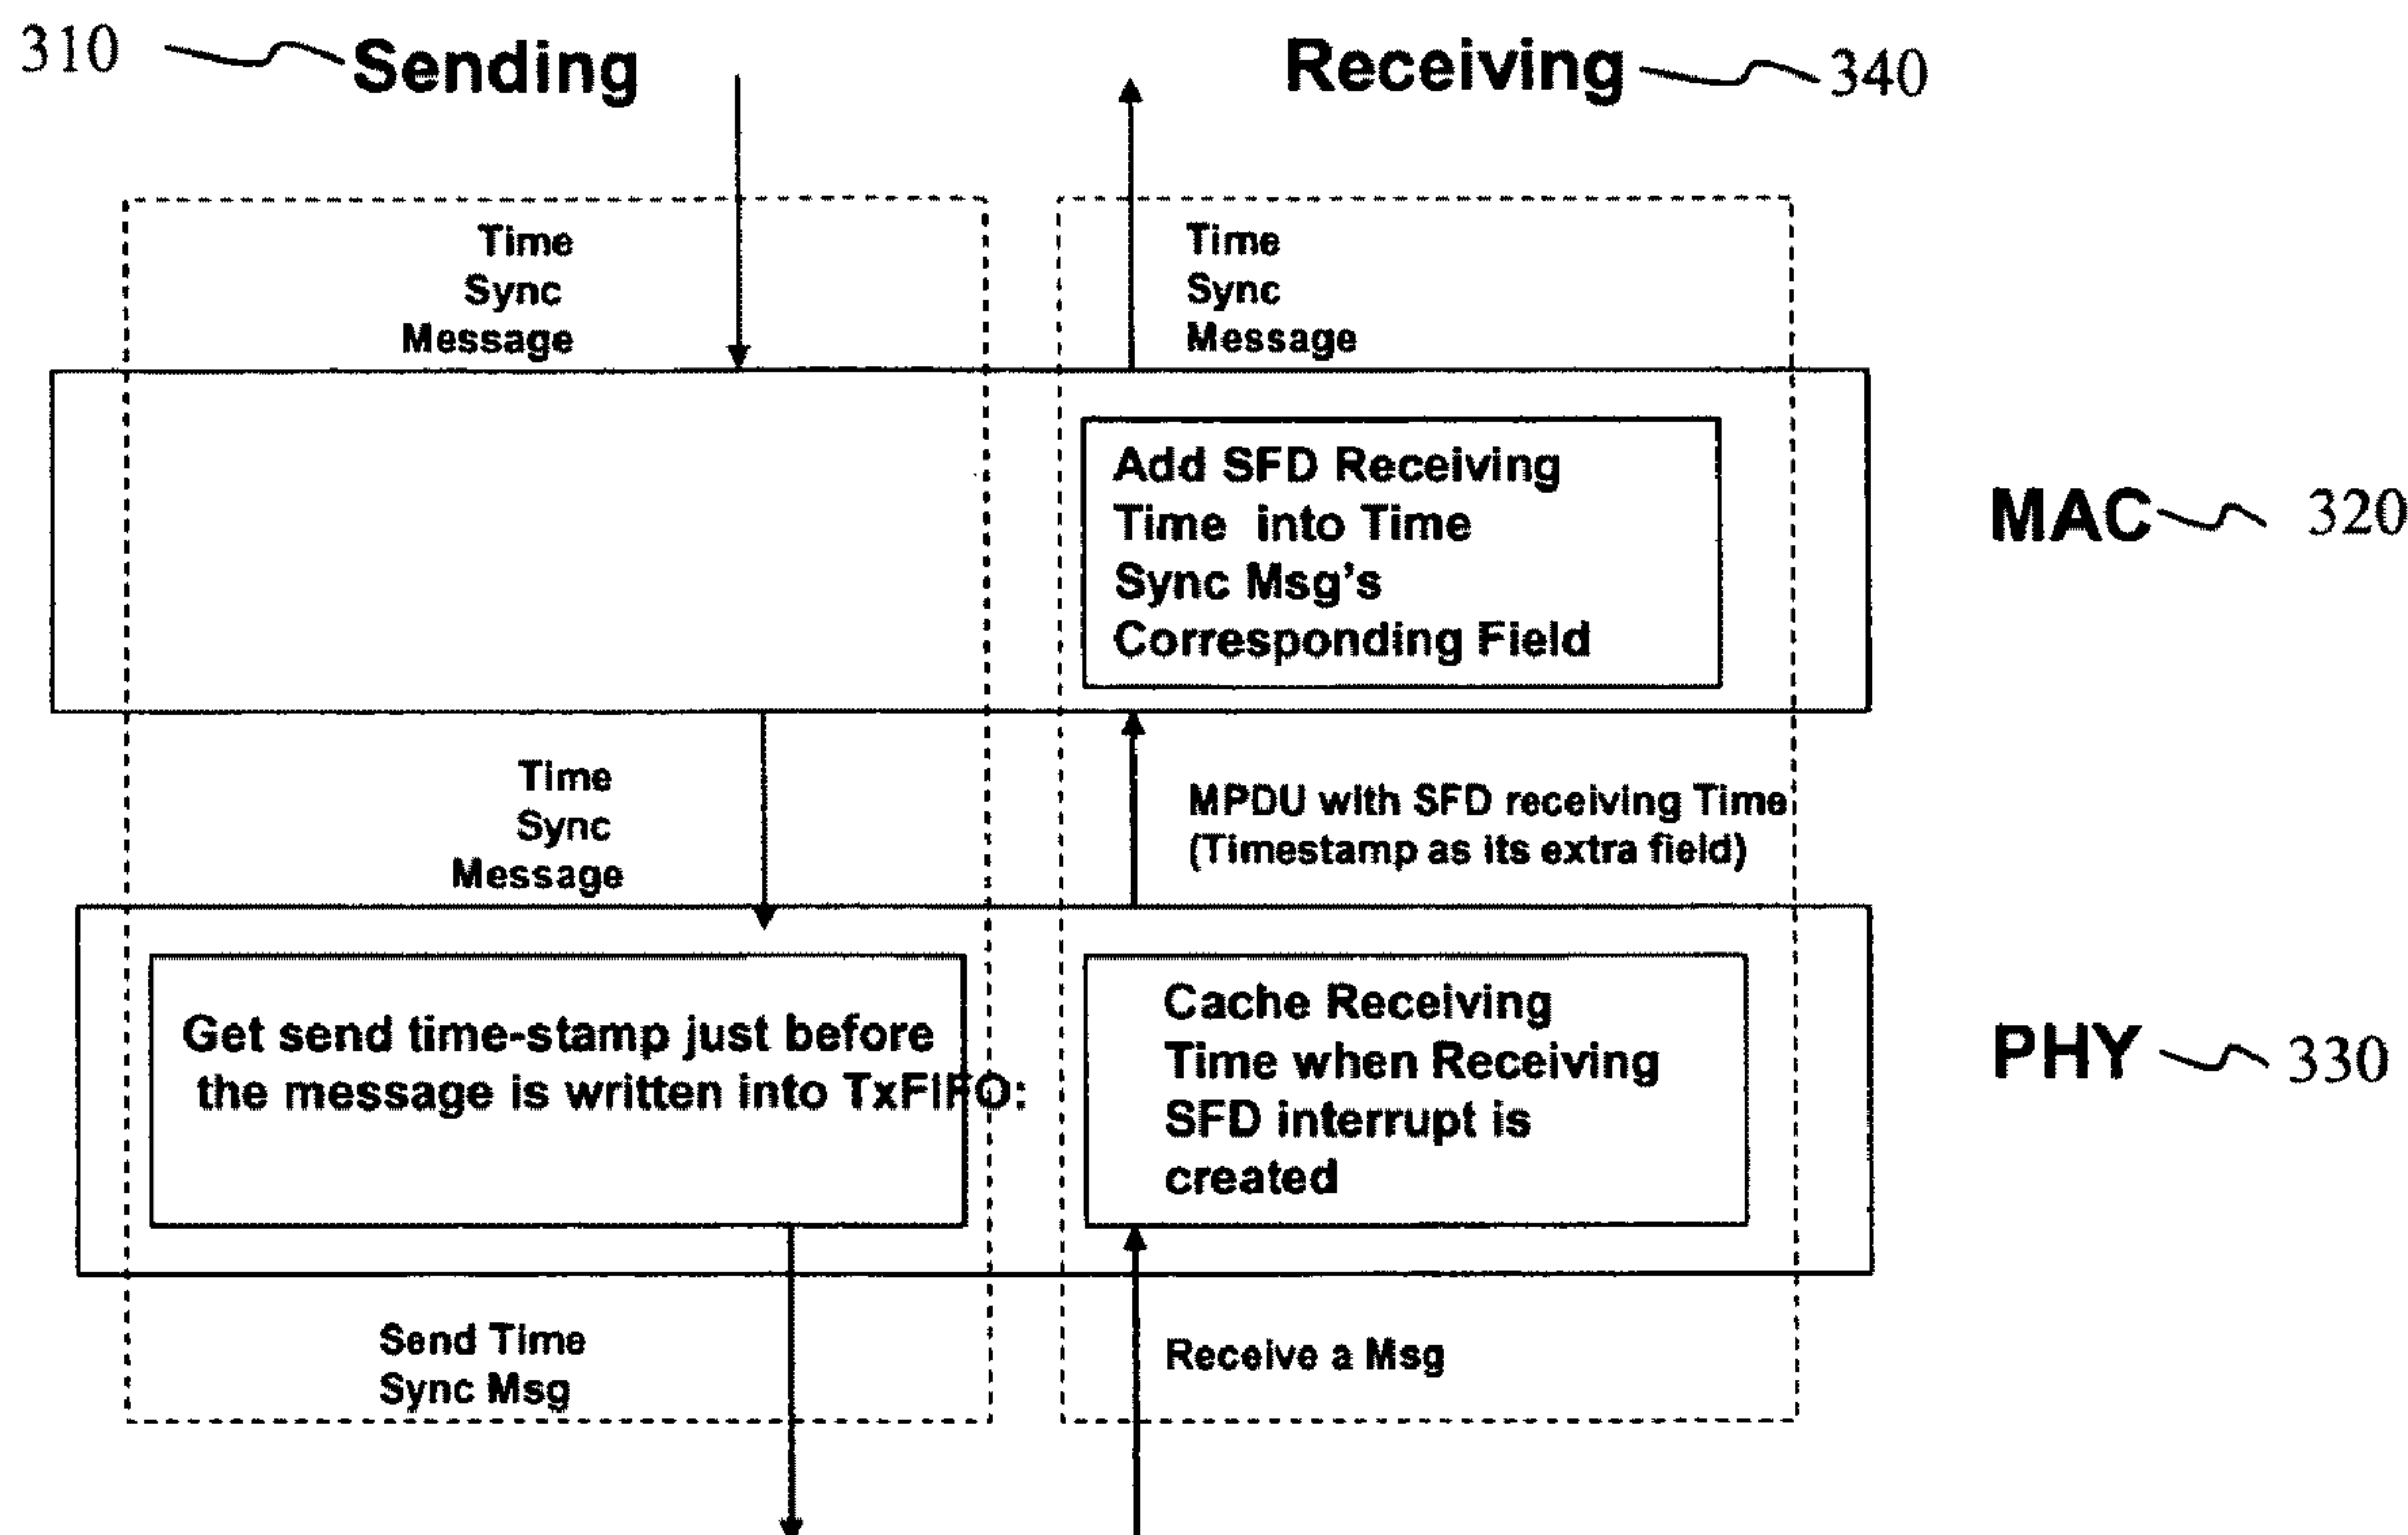 310
Sending
Receiving
340
Time
Sync
Message
Time
Sync
Message
Add SFD Receiving
Time into Time
Sync Msg's
Corresponding Field
MAC
320
Time
Sync
Message
MPDU with SFD receiving Time
(Timestamp as its extra field)
Get send time-stamp just before
the message is written into TxFIFO:
Cache Receiving
Time when Receiving
SFD interrupt is
created
PHY
330
Send Time
Sync Msg
Receive a Msg